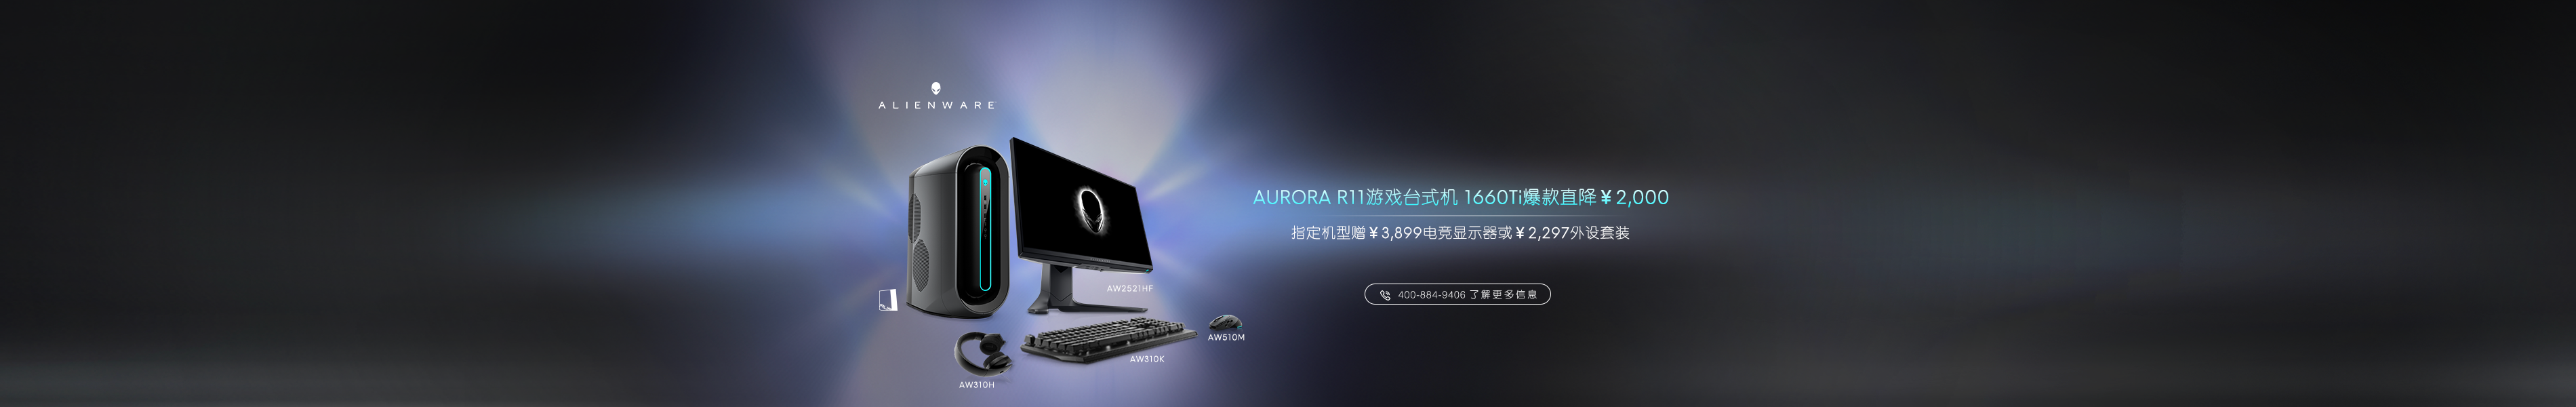 ALIENWARE
AURORA R11游戏台式机 1660Ti爆款直降¥2,000
指定机型赠¥3,899电竞显示器或¥2,297外设套装
AW2521HF
400-884-9406 了解更多信息
AW510M
AW310K
AW310H